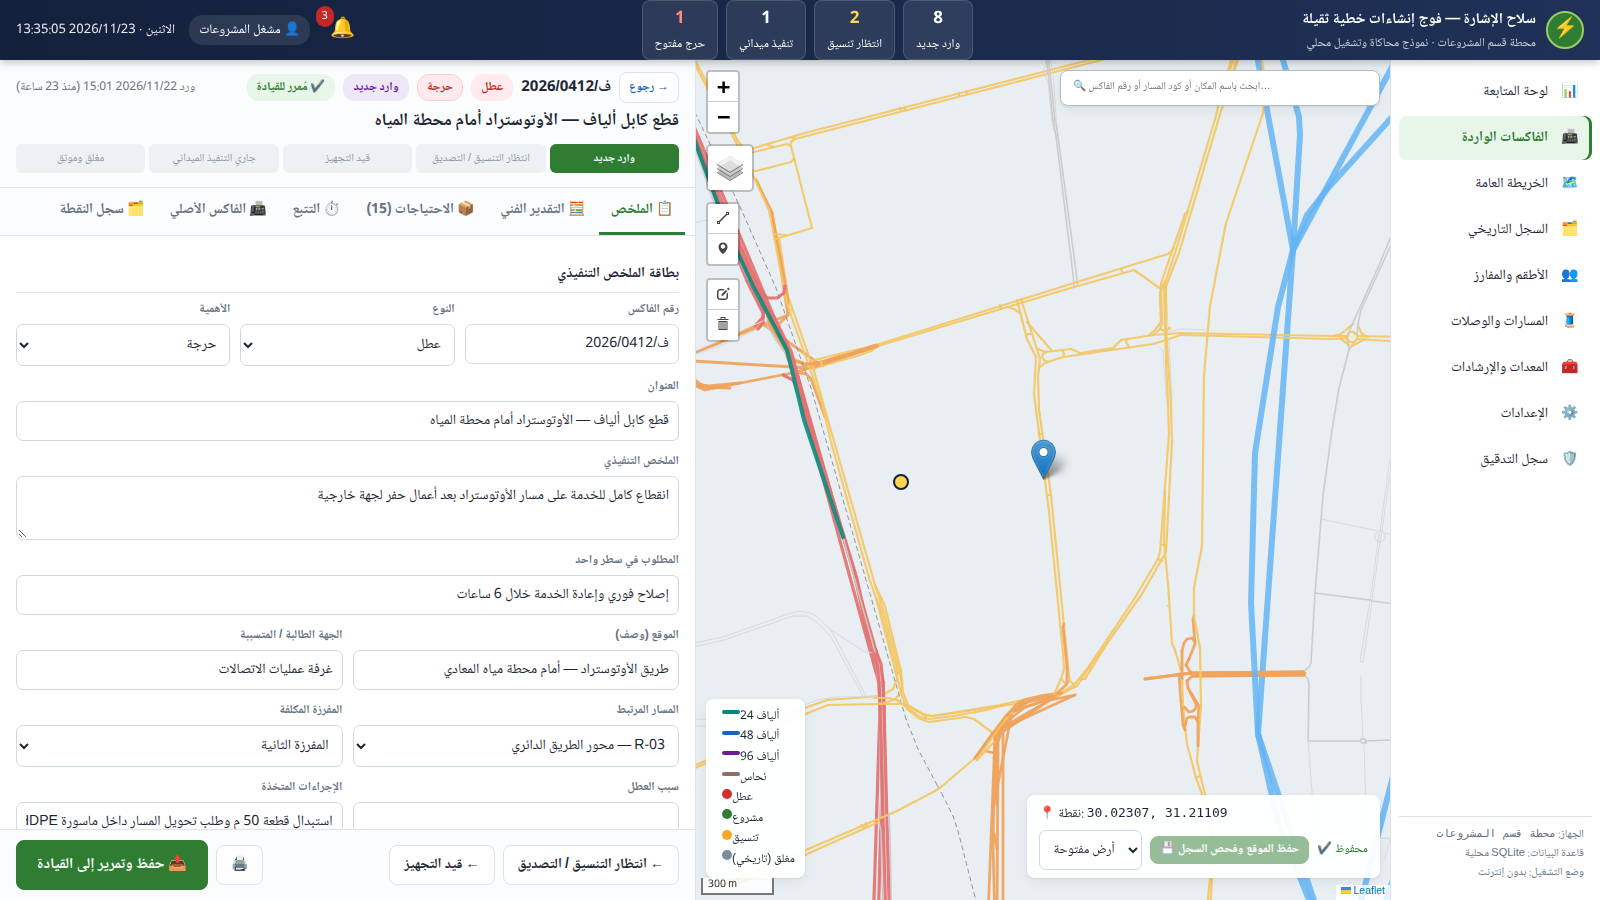 سلاح الإشارة — فوج إنشاءات خطية ثقيلة
محطة قسم المشروعات · نموذج محاكاة وتشغيل محلي
8
وارد جديد
2
انتظار تنسيق
1
تنفيذ ميداني
1
حرج مفتوح
3
مشغل المشروعات
الاثنين · 2026/11/23 13:35:05
لوحة المتابعة
الفاكسات الواردة
الخريطة العامة
السجل التاريخي
الأطقم والمفارز
المسارات والوصلات
المعدات والإرشادات
الإعدادات
سجل التدقيق
الجهاز: محطة قسم المشروعات
قاعدة البيانات: SQLite محلية
وضع التشغيل: بدون إنترنت
ابحث باسم المكان أو كود المسار أو رقم الفاكس...
+
−
ألياف 24
ألياف 48
ألياف 96
نحاس
عطل
مشروع
تنسيق
مغلق (تاريخي)
300 m
نقطة: 30.02307, 31.21109
أرض مفتوحة
حفظ الموقع وفحص السجل
محفوظ ✔
Leaflet
→ رجوع
ف/2026/0412
عطل
حرجة
وارد جديد
✔ مُمرر للقيادة
ورد 2026/11/22 15:01 (منذ 23 ساعة)
قطع كابل ألياف — الأوتوستراد أمام محطة المياه
وارد جديد
انتظار التنسيق / التصديق
قيد التجهيز
جاري التنفيذ الميداني
مغلق وموثق
الملخص
التقدير الفني
الاحتياجات (15)
التتبع
الفاكس الأصلي
سجل النقطة
بطاقة الملخص التنفيذي
رقم الفاكس
النوع
الأهمية
ف/2026/0412
عطل
حرجة
العنوان
قطع كابل ألياف — الأوتوستراد أمام محطة المياه
الملخص التنفيذي
انقطاع كامل للخدمة على مسار الأوتوستراد بعد أعمال حفر لجهة خارجية
المطلوب في سطر واحد
إصلاح فوري وإعادة الخدمة خلال 6 ساعات
الموقع (وصف)
الجهة الطالبة / المتسببة
طريق الأوتوستراد — أمام محطة مياه المعادي
غرفة عمليات الاتصالات
المسار المرتبط
المفرزة المكلفة
R-03 — محور الطريق الدائري
المفرزة الثانية
سبب العطل
الإجراءات المتخذة
استبدال قطعة 50 م وطلب تحويل المسار داخل ماسورة HDPE
← انتظار التنسيق / التصديق
← قيد التجهيز
حفظ وتمرير إلى القيادة